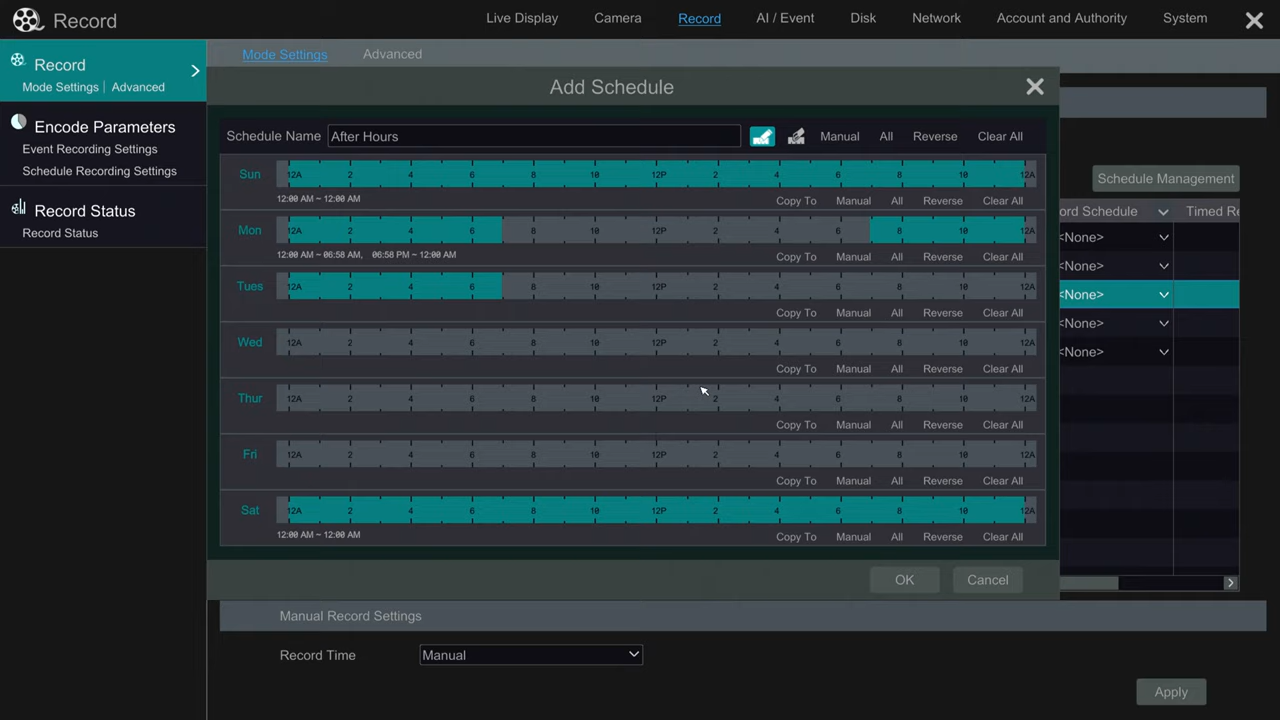 Record
Live Display
Camera
Record
AI / Event
Disk
Network
Account and Authority
System
Record
Mode Settings | Advanced
Encode Parameters
Event Recording Settings
Schedule Recording Settings
Record Status
Record Status
Mode Settings
Advanced
Add Schedule
Schedule Name
After Hours
Manual
All
Reverse
Clear All
Sun
12A 2 4 6 8 10 12P 2 4 6 8 10 12A
12:00 AM ~ 12:00 AM
Copy To Manual All Reverse Clear All
Mon
12A 2 4 6 8 10 12P 2 4 6 8 10 12A
12:00 AM ~ 06:58 AM, 06:58 PM ~ 12:00 AM
Copy To Manual All Reverse Clear All
Tues
12A 2 4 6 8 10 12P 2 4 6 8 10 12A
Copy To Manual All Reverse Clear All
Wed
12A 2 4 6 8 10 12P 2 4 6 8 10 12A
Copy To Manual All Reverse Clear All
Thur
12A 2 4 6 8 10 12P 2 4 6 8 10 12A
Copy To Manual All Reverse Clear All
Fri
12A 2 4 6 8 10 12P 2 4 6 8 10 12A
Copy To Manual All Reverse Clear All
Sat
12A 2 4 6 8 10 12P 2 4 6 8 10 12A
12:00 AM ~ 12:00 AM
Copy To Manual All Reverse Clear All
OK
Cancel
Schedule Management
ord Schedule
Timed Re
<None>
<None>
<None>
<None>
<None>
Manual Record Settings
Record Time
Manual
Apply